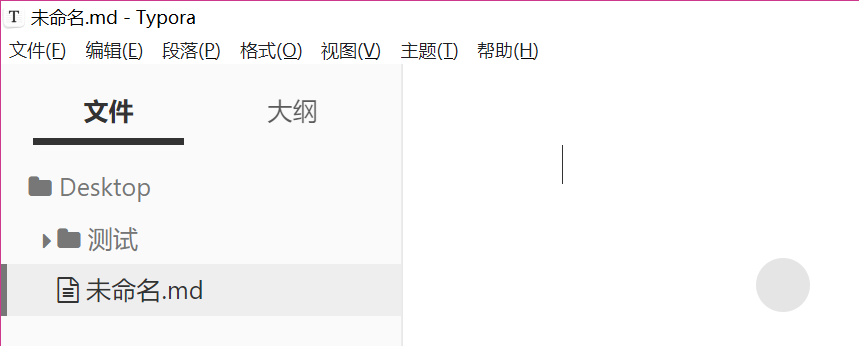 T 未命名.md - Typora
文件(F) 编辑(E) 段落(P) 格式(O) 视图(V) 主题(T) 帮助(H)
文件 大纲
Desktop
测试
未命名.md